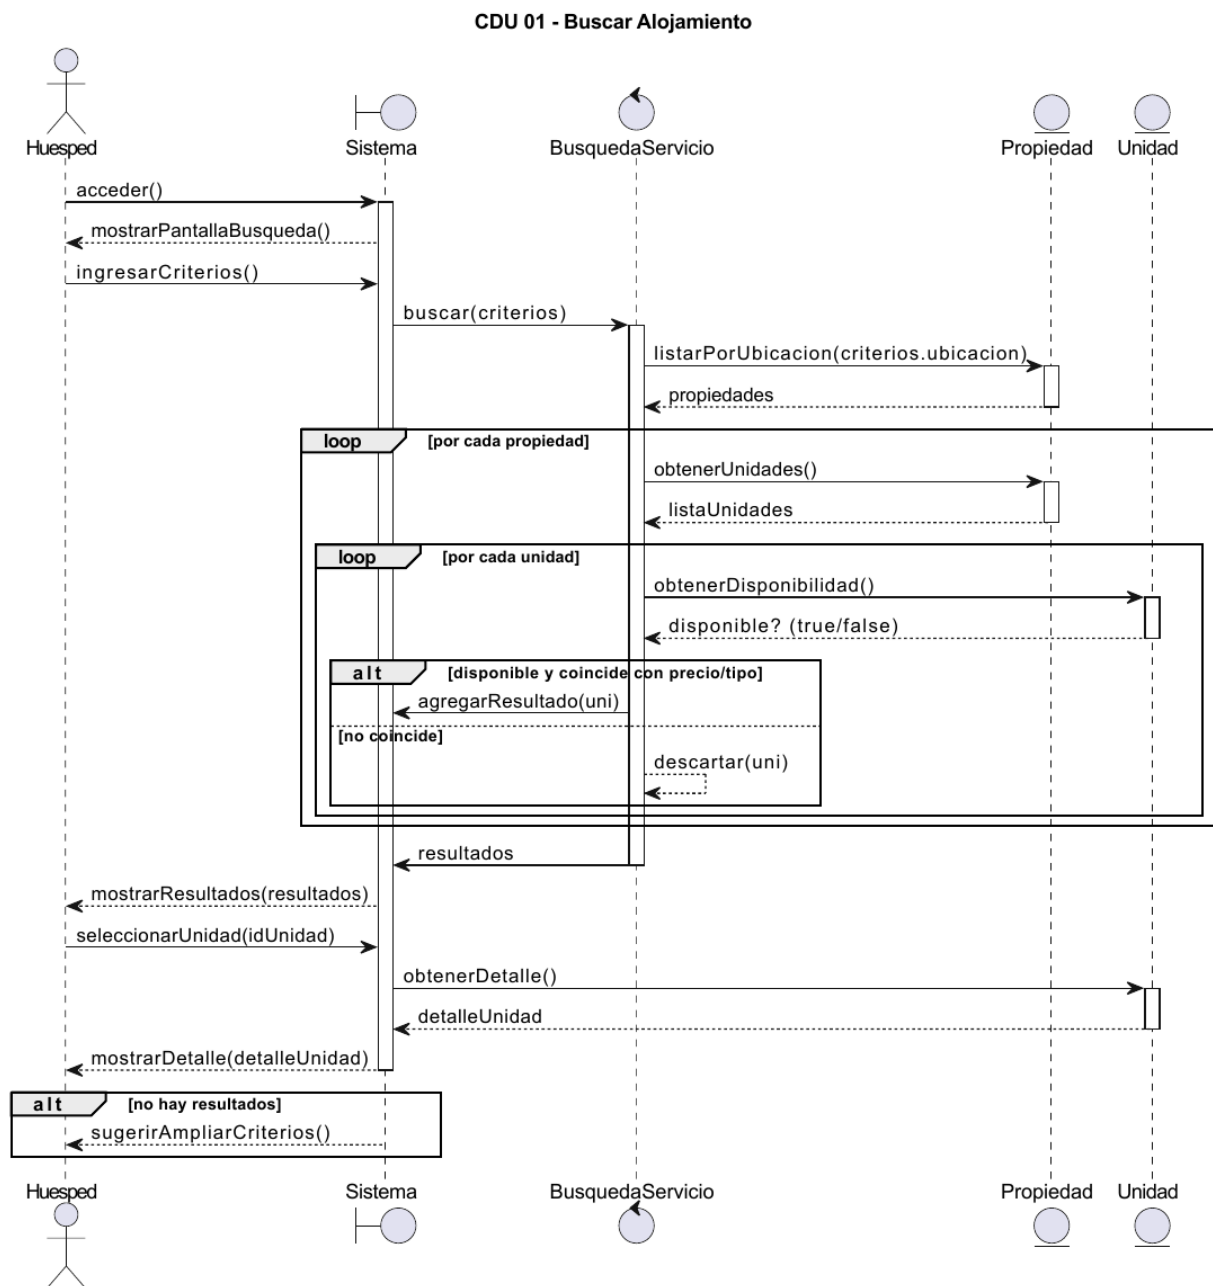 CDU 01 - Buscar Alojamiento
Huesped
Sistema
BusquedaServicio
Propiedad
Unidad
acceder()
mostrarPantallaBusqueda()
ingresarCriterios()
buscar(criterios)
listarPorUbicacion(criterios.ubicacion)
propiedades
loop [por cada propiedad]
obtenerUnidades()
listaUnidades
loop [por cada unidad]
obtenerDisponibilidad()
disponible? (true/false)
alt [disponible y coincide con precio/tipo]
agregarResultado(uni)
[no coincide]
descartar(uni)
resultados
mostrarResultados(resultados)
seleccionarUnidad(idUnidad)
obtenerDetalle()
detalleUnidad
mostrarDetalle(detalleUnidad)
alt [no hay resultados]
sugerirAmpliarCriterios()
Huesped
Sistema
BusquedaServicio
Propiedad
Unidad